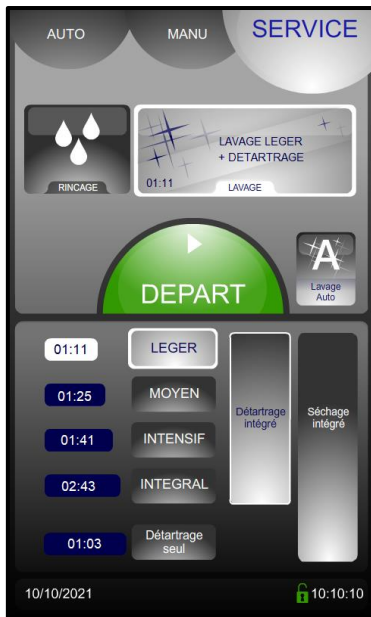 AUTO
MANU
SERVICE
RINCAGE
LAVAGE LEGER
+ DETARTRAGE
01:11
LAVAGE
DEPART
A
Lavage
Auto
01:11
LEGER
01:25
MOYEN
01:41
INTENSIF
02:43
INTEGRAL
01:03
Détartrage
seul
Détartrage
intégré
Séchage
intégré
10/10/2021
10:10:10